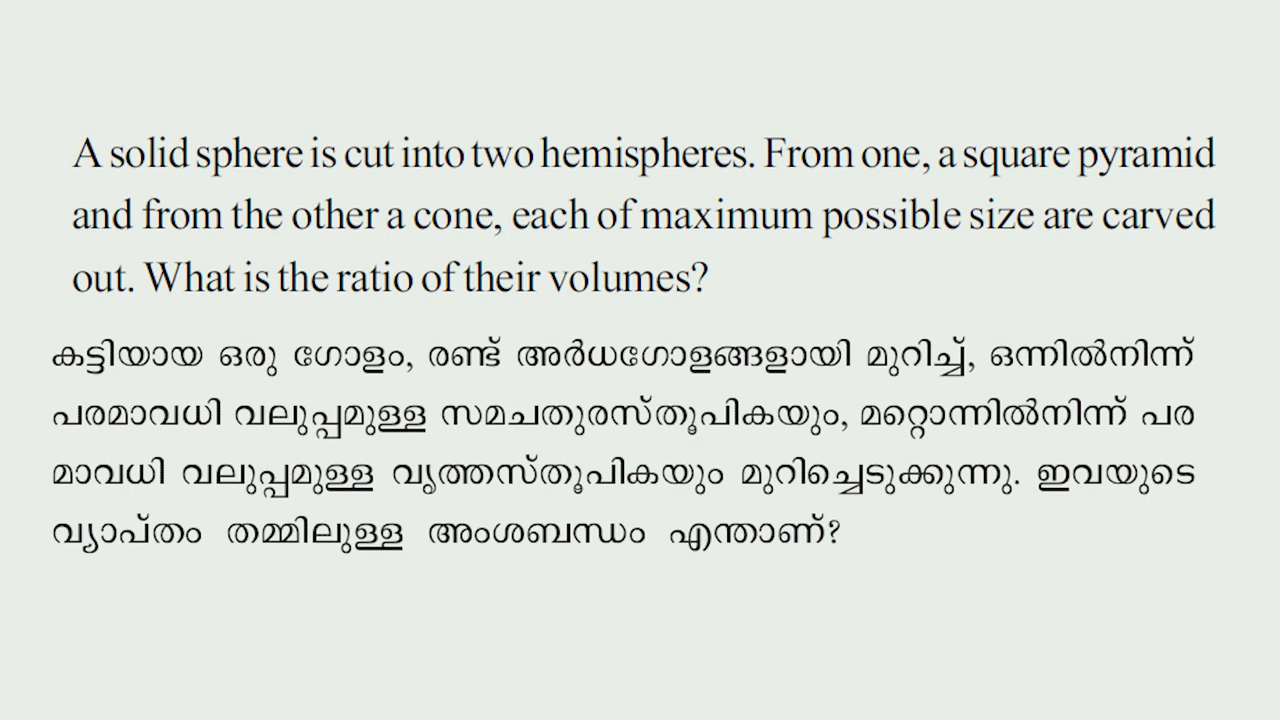 A solid sphere is cut into two hemispheres. From one, a square pyramid
and from the other a cone, each of maximum possible size are carved
out. What is the ratio of their volumes?
കട്ടിയായ ഒരു ഗോളം, രണ്ട് അർധഗോളങ്ങളായി മുറിച്ച്, ഒന്നിൽനിന്ന്
പരമാവധി വലുപ്പമുള്ള സമചതുരസ്തൂപികയും, മറ്റൊന്നിൽനിന്ന് പര
മാവധി വലുപ്പമുള്ള വൃത്തസ്തൂപികയും മുറിച്ചെടുക്കുന്നു. ഇവയുടെ
വ്യാപ്തം തമ്മിലുള്ള അംശബന്ധം എന്താണ്?